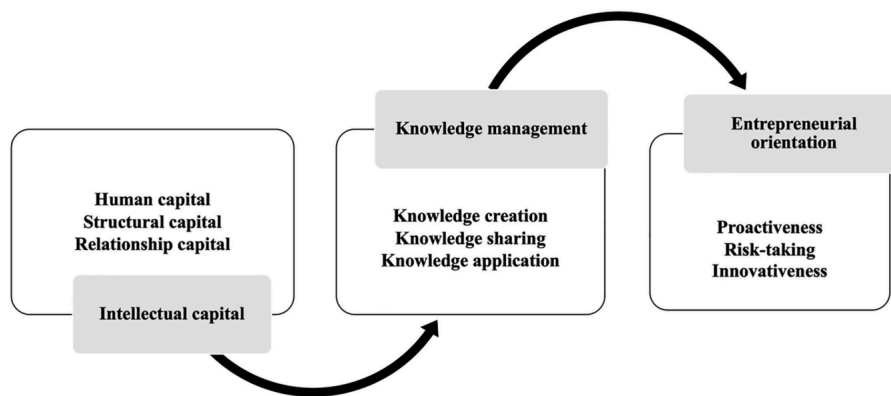 Human capital
Structural capital
Relationship capital
Intellectual capital
Knowledge management
Knowledge creation
Knowledge sharing
Knowledge application
Entrepreneurial
orientation
Proactiveness
Risk-taking
Innovativeness